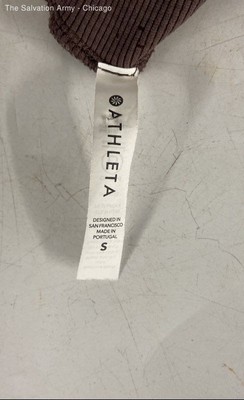 The Salvation Army - Chicago
ATHLETA
DESIGNED IN
SAN FRANCISCO
MADE IN
PORTUGAL
S